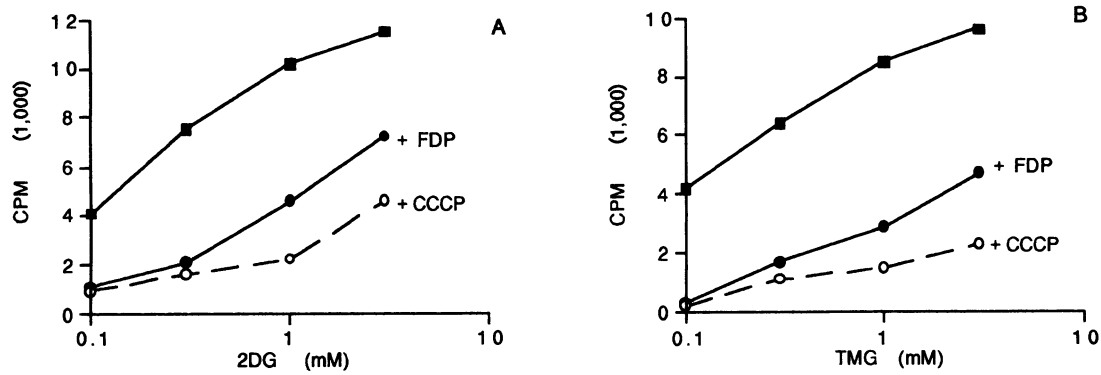 A
12
10
8
6
4
2
0
CPM (1,000)
+ FDP
+ CCCP
0.1
1
10
2DG (mM)
B
10
8
6
4
2
0
CPM (1,000)
+ FDP
+ CCCP
0.1
1
10
TMG (mM)